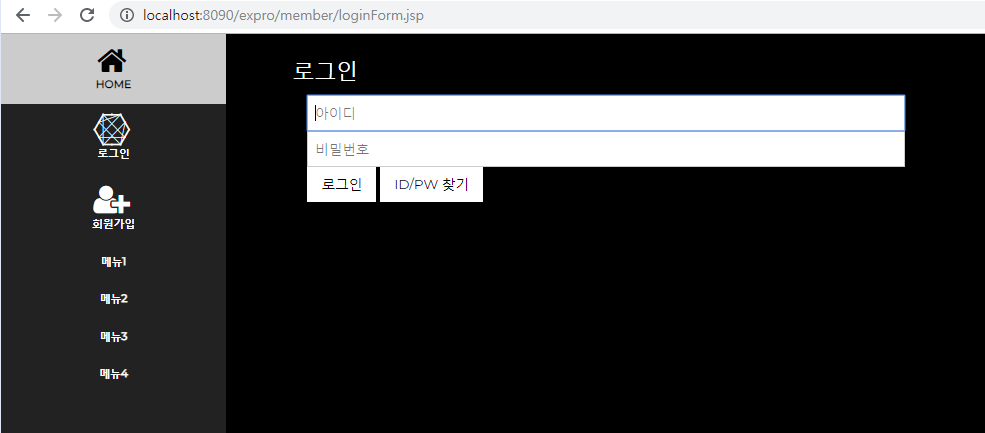 localhost:8090/expro/member/loginForm.jsp
HOME
로그인
회원가입
메뉴1
메뉴2
메뉴3
메뉴4
로그인
아이디
비밀번호
로그인 ID/PW 찾기